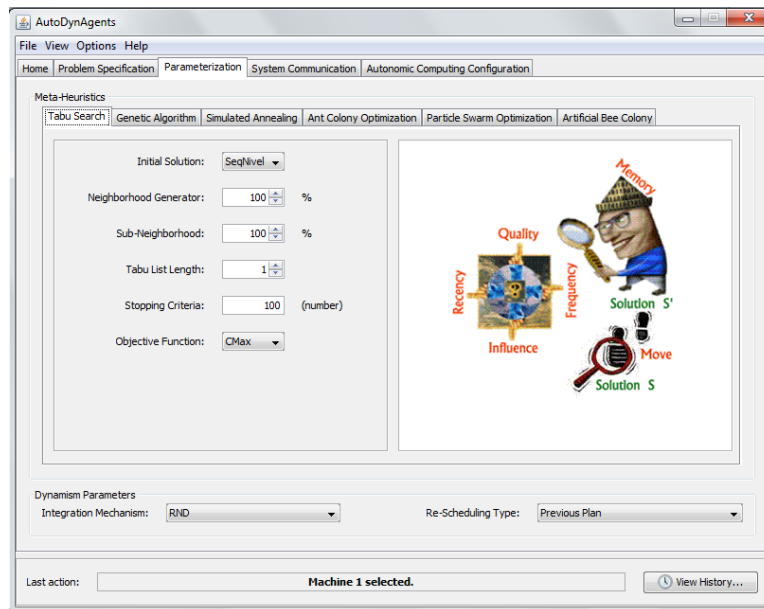 AutoDynAgents
File View Options Help
Home Problem Specification Parameterization System Communication Autonomic Computing Configuration
Meta-Heuristics
Tabu Search Genetic Algorithm Simulated Annealing Ant Colony Optimization Particle Swarm Optimization Artificial Bee Colony
Initial Solution: SeqNivel
Neighborhood Generator: 100 %
Sub-Neighborhood: 100 %
Tabu List Length: 1
Stopping Criteria: 100 (number)
Objective Function: CMax
Memory
Quality
Recency
Frequency
Influence
Solution S'
Move
Solution S
Dynamism Parameters
Integration Mechanism: RND Re-Scheduling Type: Previous Plan
Last action: Machine 1 selected. View History...